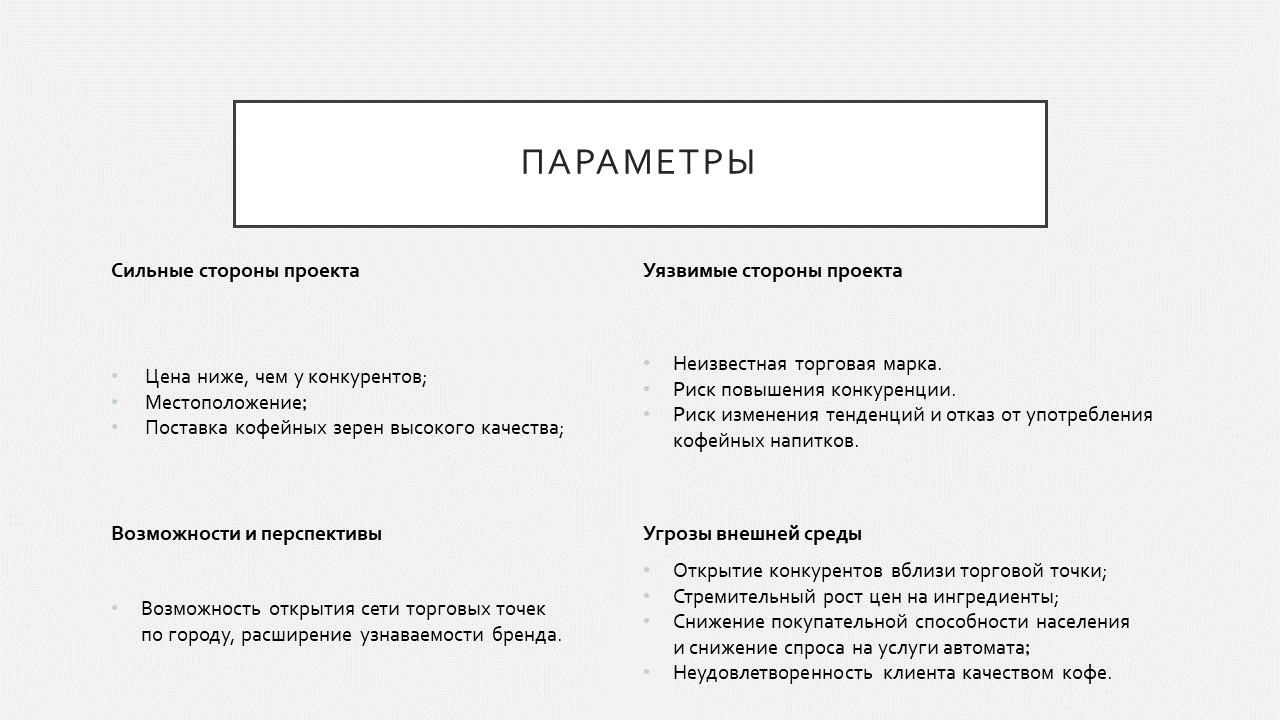 ПАРАМЕТРЫ
Сильные стороны проекта
Цена ниже, чем у конкурентов;
Местоположение;
Поставка кофейных зерен высокого качества;
Уязвимые стороны проекта
Неизвестная торговая марка.
Риск повышения конкуренции.
Риск изменения тенденций и отказ от употребления
кофейных напитков.
Возможности и перспективы
Возможность открытия сети торговых точек
по городу, расширение узнаваемости бренда.
Угрозы внешней среды
Открытие конкурентов вблизи торговой точки;
Стремительный рост цен на ингредиенты;
Снижение покупательной способности населения
и снижение спроса на услуги автомата;
Неудовлетворенность клиента качеством кофе.